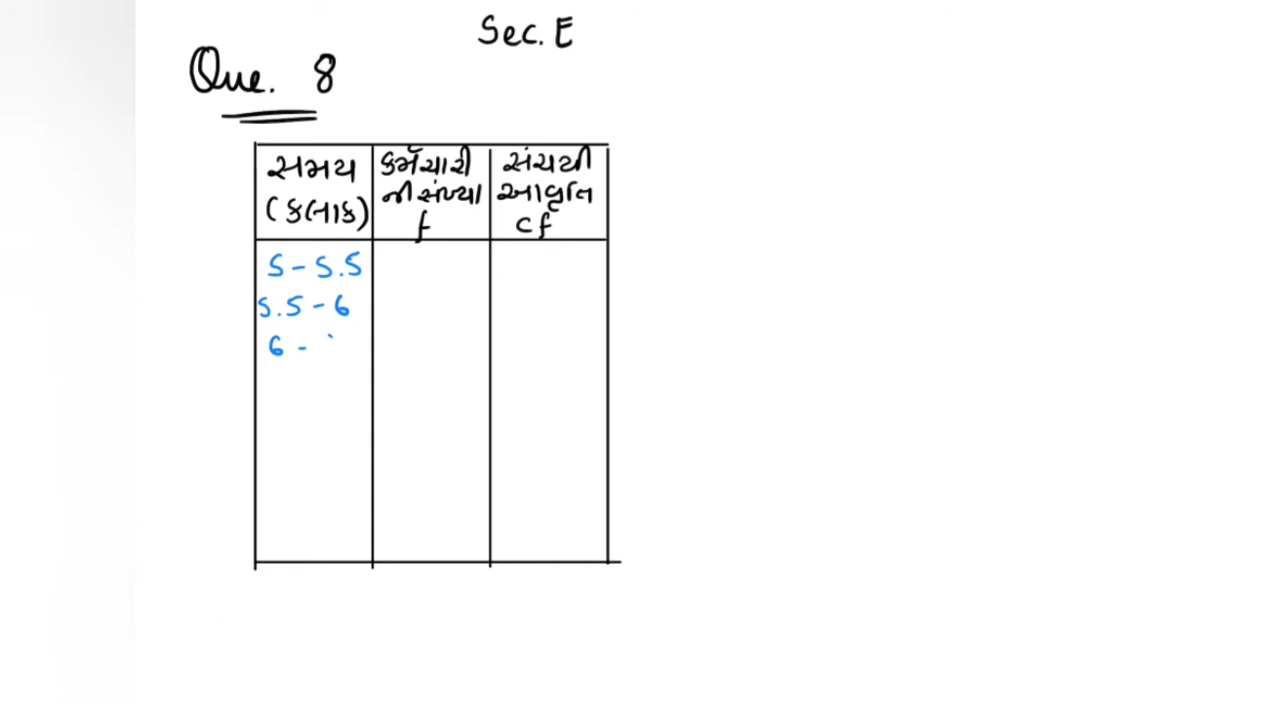 Sec. E
Que. 8
સમય (કલાક)
કર્મચારી ની સંખ્યા f
સંચયી આવૃતિ cf
5 - 5.5
5.5 - 6
6 -